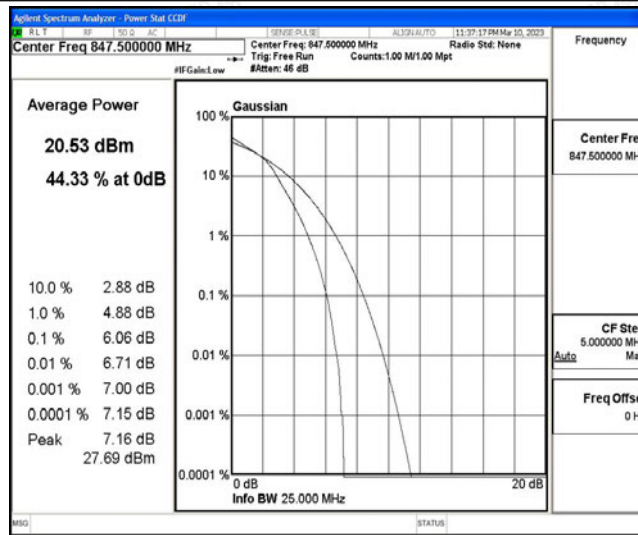 Agilent Spectrum Analyzer - Power Stat CCDF
RL T RF 50 Ω AC SENSE:PULSE ALIGN AUTO 11:37:17 PM Mar 10, 2023
Center Freq 847.500000 MHz
Center Freq: 847.500000 MHz Radio Std: None
Trig: Free Run Counts:1.00 M/1.00 Mpt
#IFGain:Low #Atten: 46 dB
Frequency
Average Power
20.53 dBm
44.33 % at 0dB
10.0 % 2.88 dB
1.0 % 4.88 dB
0.1 % 6.06 dB
0.01 % 6.71 dB
0.001 % 7.00 dB
0.0001 % 7.15 dB
Peak 7.16 dB
27.69 dBm
Gaussian
100 %
10 %
1 %
0.1 %
0.01 %
0.001 %
0.0001 %
0 dB 20 dB
Info BW 25.000 MHz
Center Fre
847.500000 MH
CF Ste
5.000000 MH
Auto Ma
Freq Offs
0 H
MSG STATUS